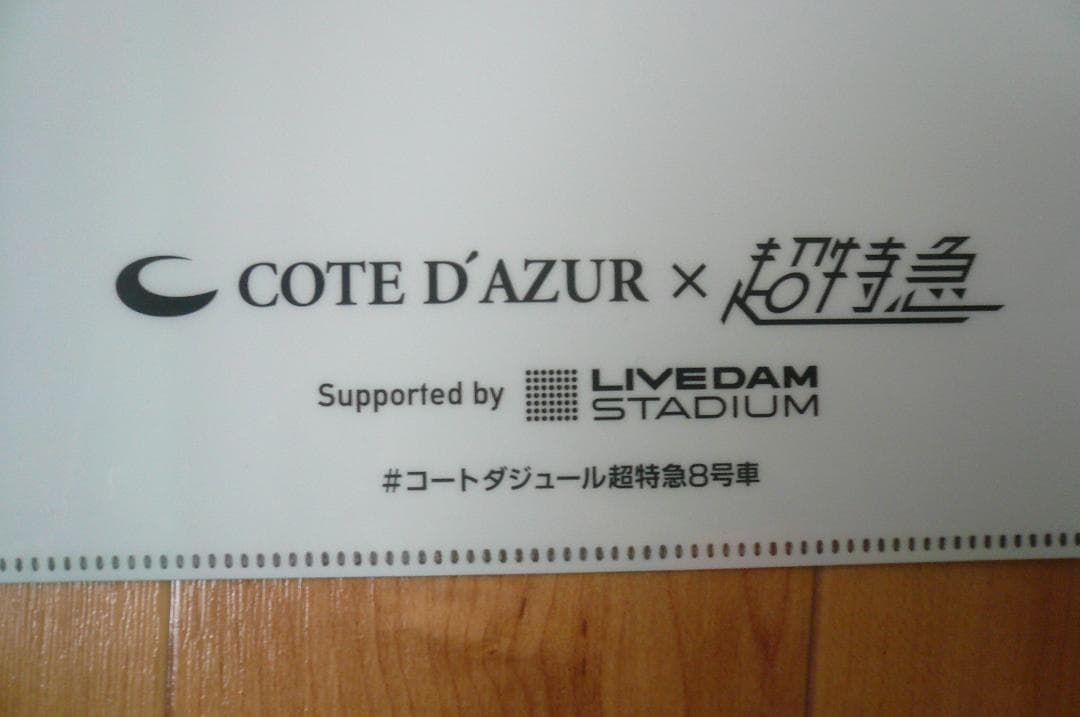 COTE D´AZUR × 超特急
Supported by LIVEDAM STADIUM
#コートダジュール超特急8号車